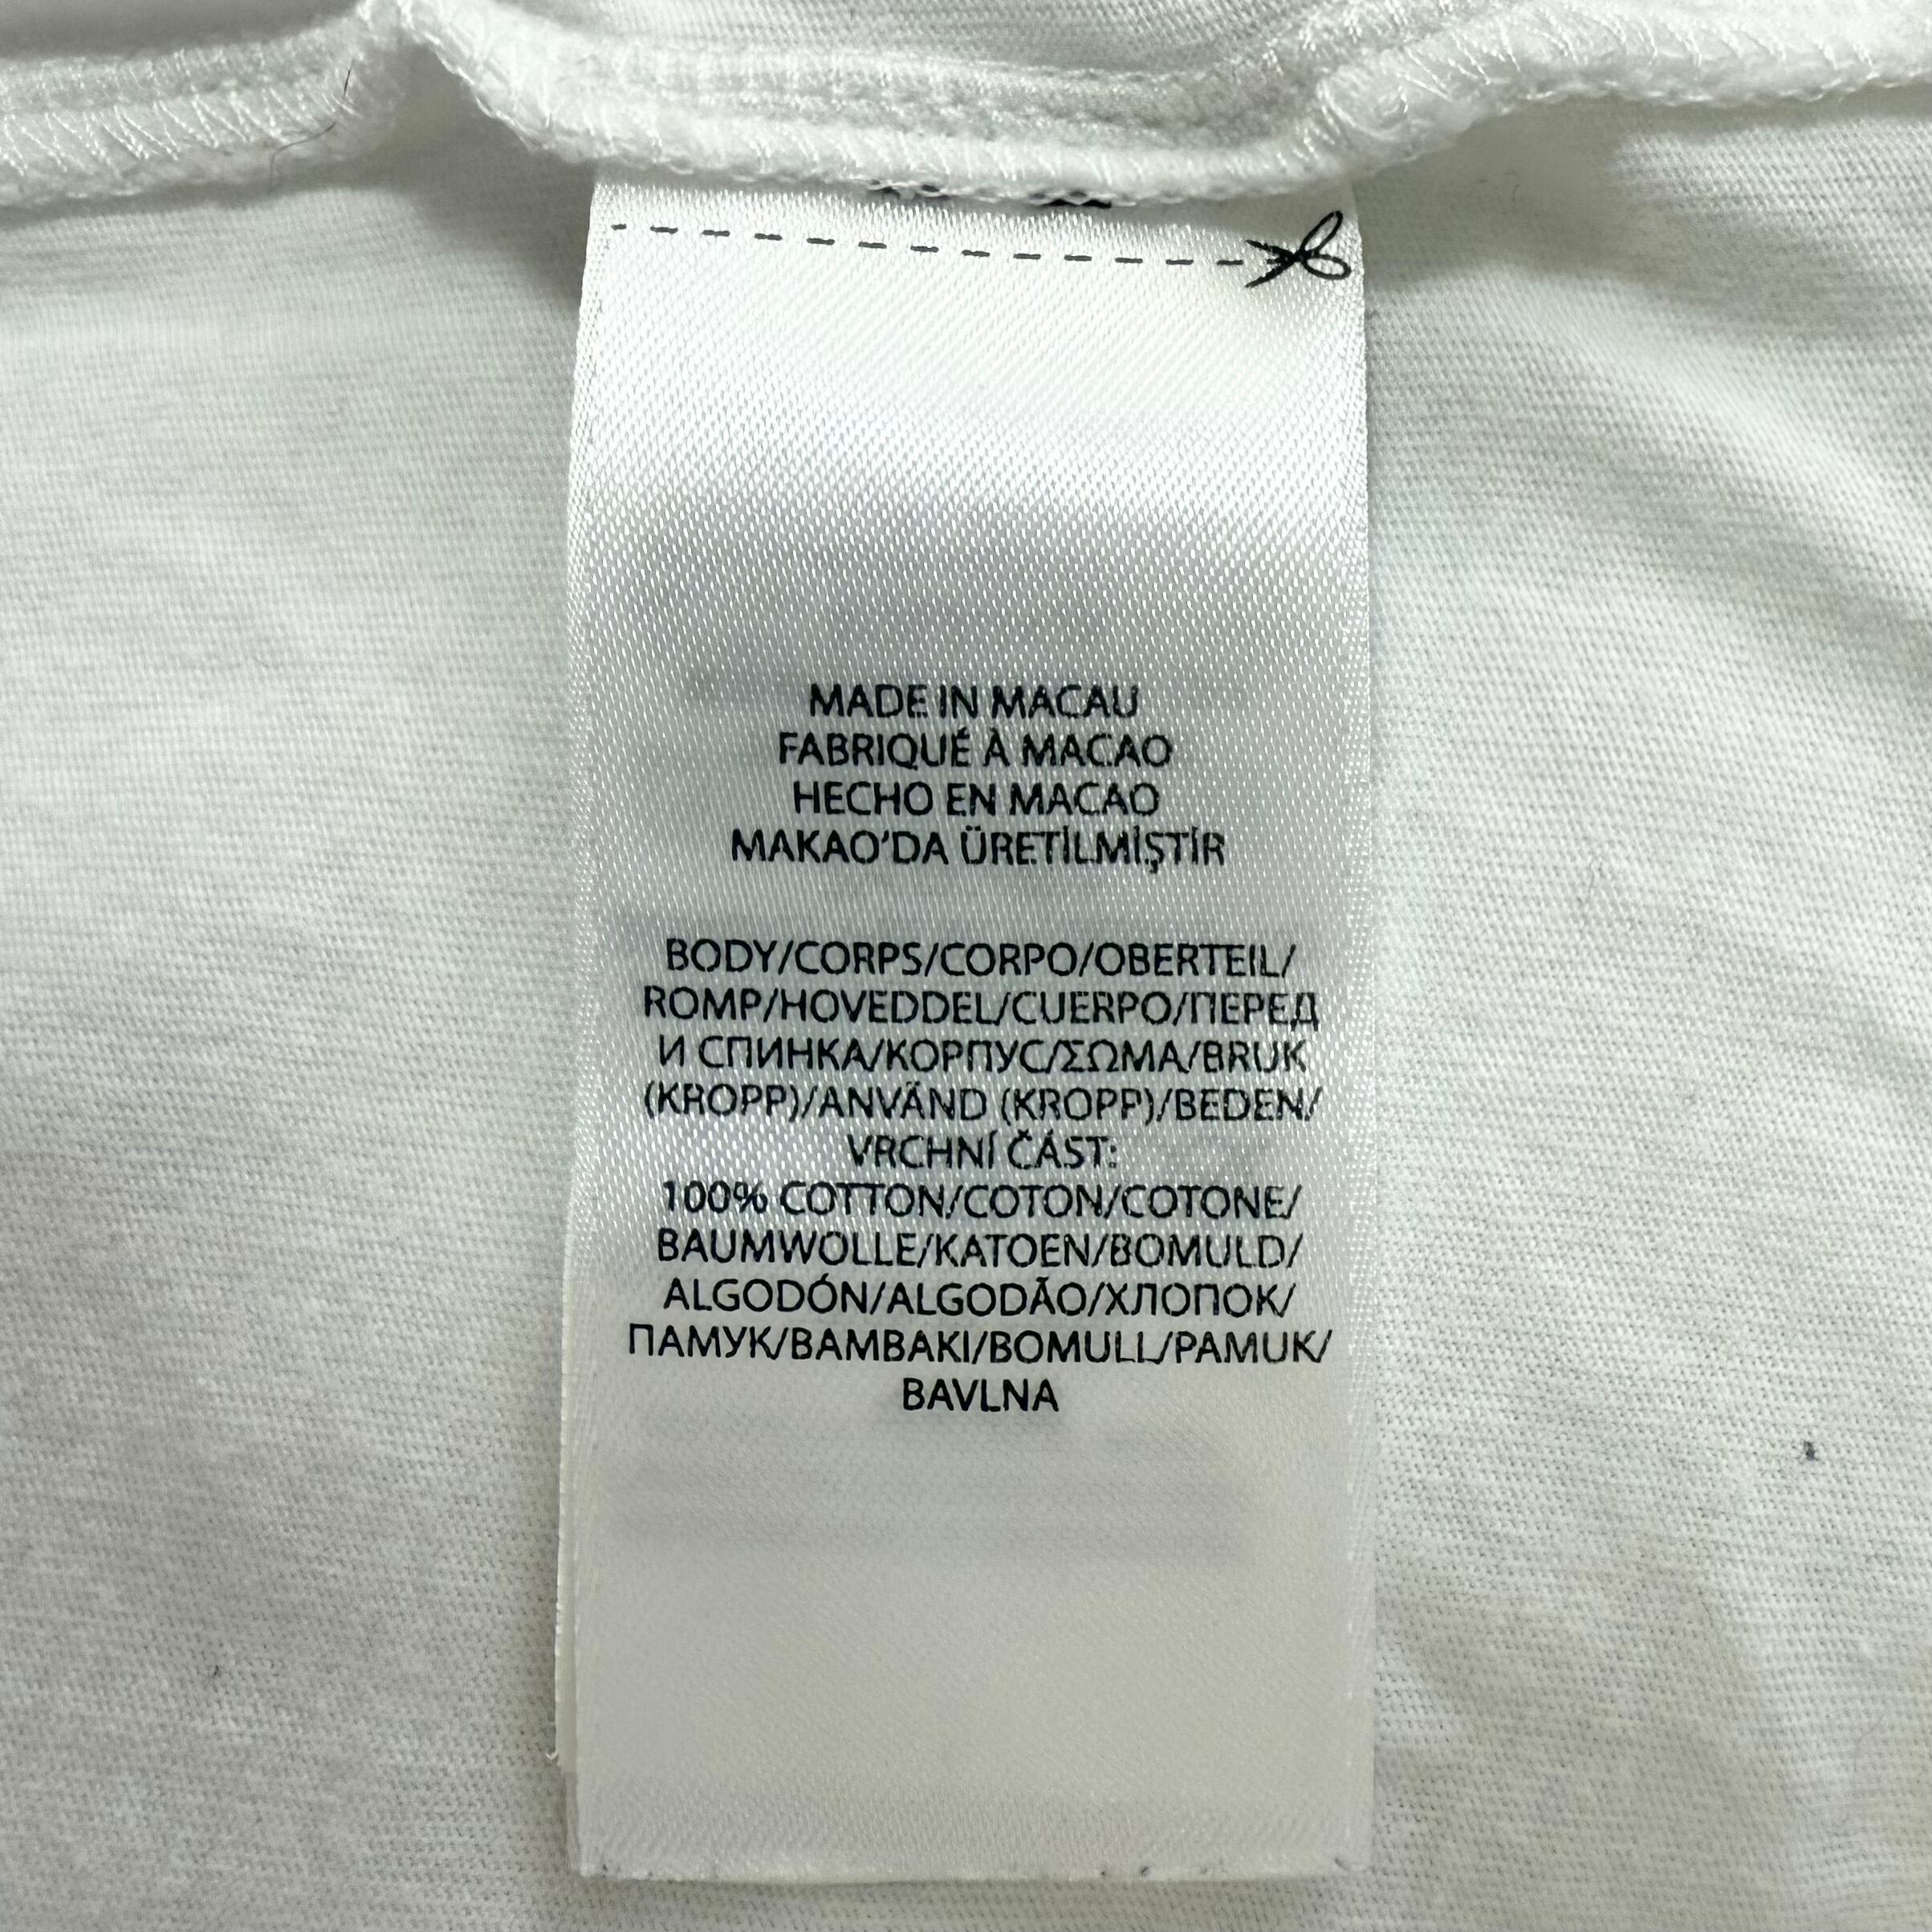 MADE IN MACAU
FABRIQUÉ À MACAO
HECHO EN MACAO
MAKAO'DA ÜRETİLMİŞTİR
BODY/CORPS/CORPO/OBERTEIL/
ROMP/HOVEDDEL/CUERPO/ПЕРЕД
И СПИНКА/КОРПУС/ΣΩΜΑ/BRUK
(KROPP)/ANVÄND (KROPP)/BEDEN/
VRCHNÍ ČÁST:
100% COTTON/COTON/COTONE/
BAUMWOLLE/KATOEN/BOMULD/
ALGODÓN/ALGODÃO/ХЛОПОК/
ПАМУК/ΒΑΜΒΑΚΙ/BOMULL/PAMUK/
BAVLNA